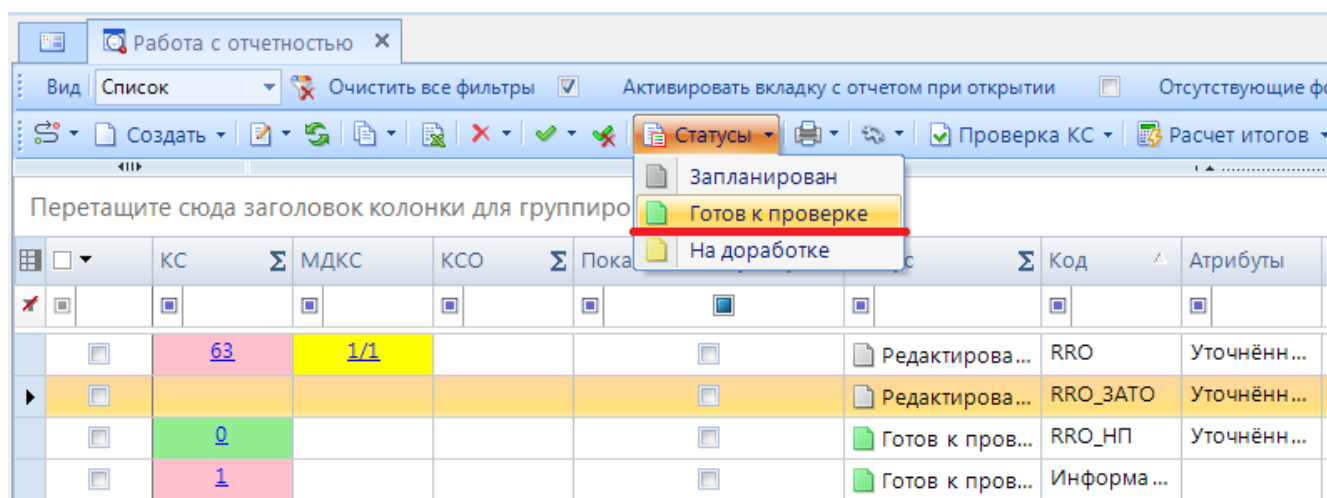 Работа с отчетностью
Вид Список Очистить все фильтры Активировать вкладку с отчетом при открытии Отсутствующие
Создать Статусы Проверка КС Расчет итогов
Запланирован
Перетащите сюда заголовок колонки для
Готов к проверке
На доработке
КС Σ МДКС КСО Σ Σ Код Атрибуты
63 1/1 Редактирова... RRO Уточнённ...
Редактирова... RRO_ЗАТО Уточнённ...
0 Готов к пров... RRO_НП Уточнённ...
1 Готов к пров... Информа...